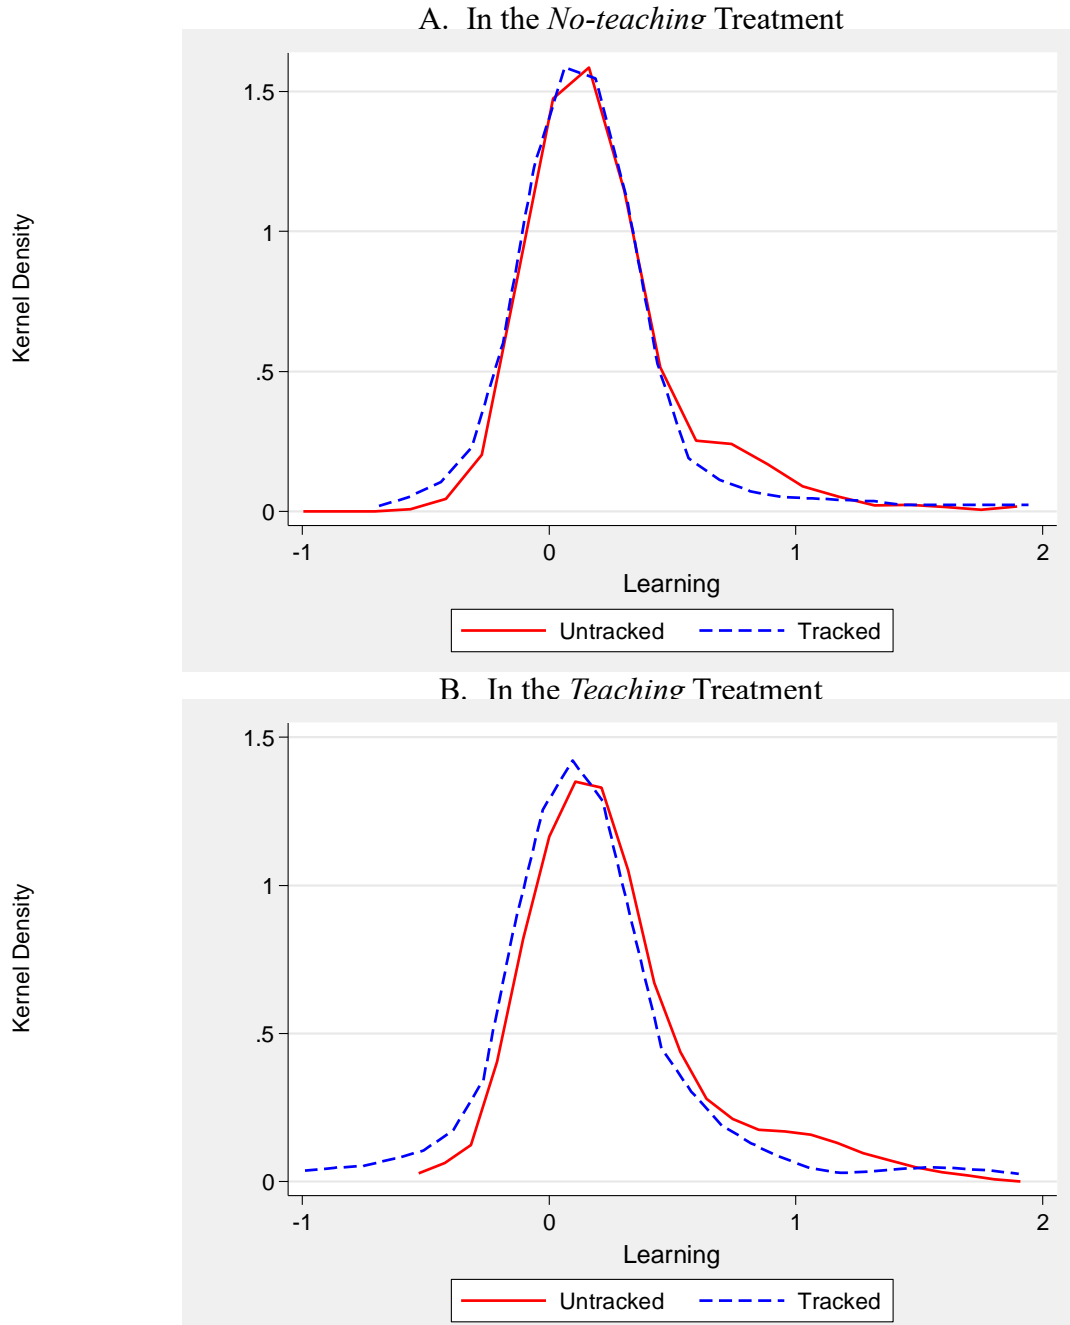 A. In the No-teaching Treatment
Kernel Density
1.5
1
.5
0
-1 0 1 2
Learning
Untracked Tracked
B. In the Teaching Treatment
Kernel Density
1.5
1
.5
0
-1 0 1 2
Learning
Untracked Tracked